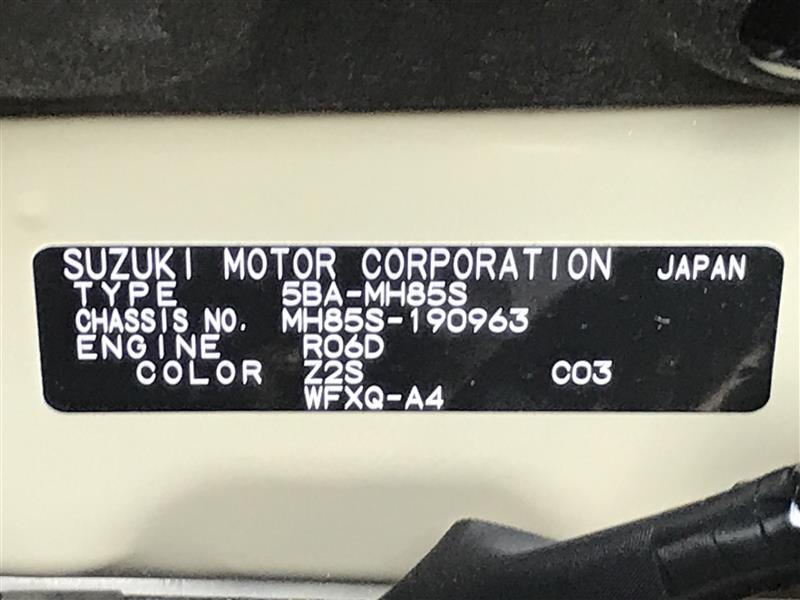 SUZUKI MOTOR CORPORATION JAPAN
TYPE 5BA-MH85S
CHASSIS NO. MH85S-190963
ENGINE R06D
COLOR Z2S C03
WFXQ-A4